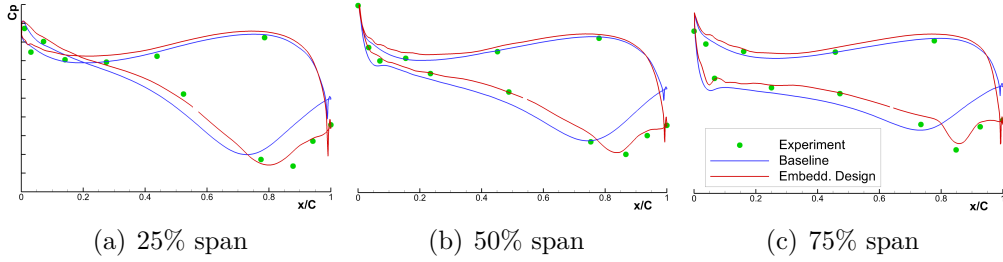 Cp
0 0.2 0.4 0.6 0.8 1
x/C
0 0.2 0.4 0.6 0.8 1
x/C
Experiment
Baseline
Embedd. Design
0 0.2 0.4 0.6 0.8 1
x/C
(a) 25% span
(b) 50% span
(c) 75% span